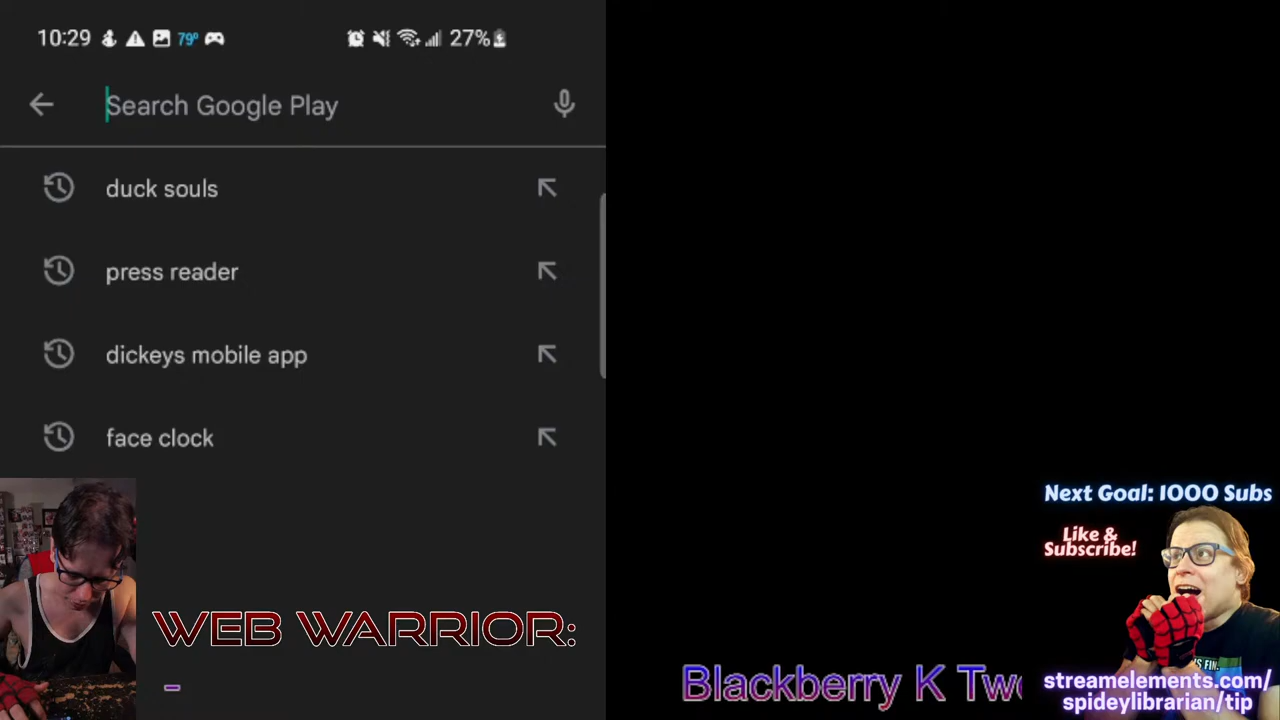 10:29 79° 27%
Search Google Play
duck souls
press reader
dickeys mobile app
face clock
WEB WARRIOR:
-
Blackberry K Tw
Next Goal: 1000 Subs
Like &
Subscribe!
streamelements.com/
spideylibrarian/tip